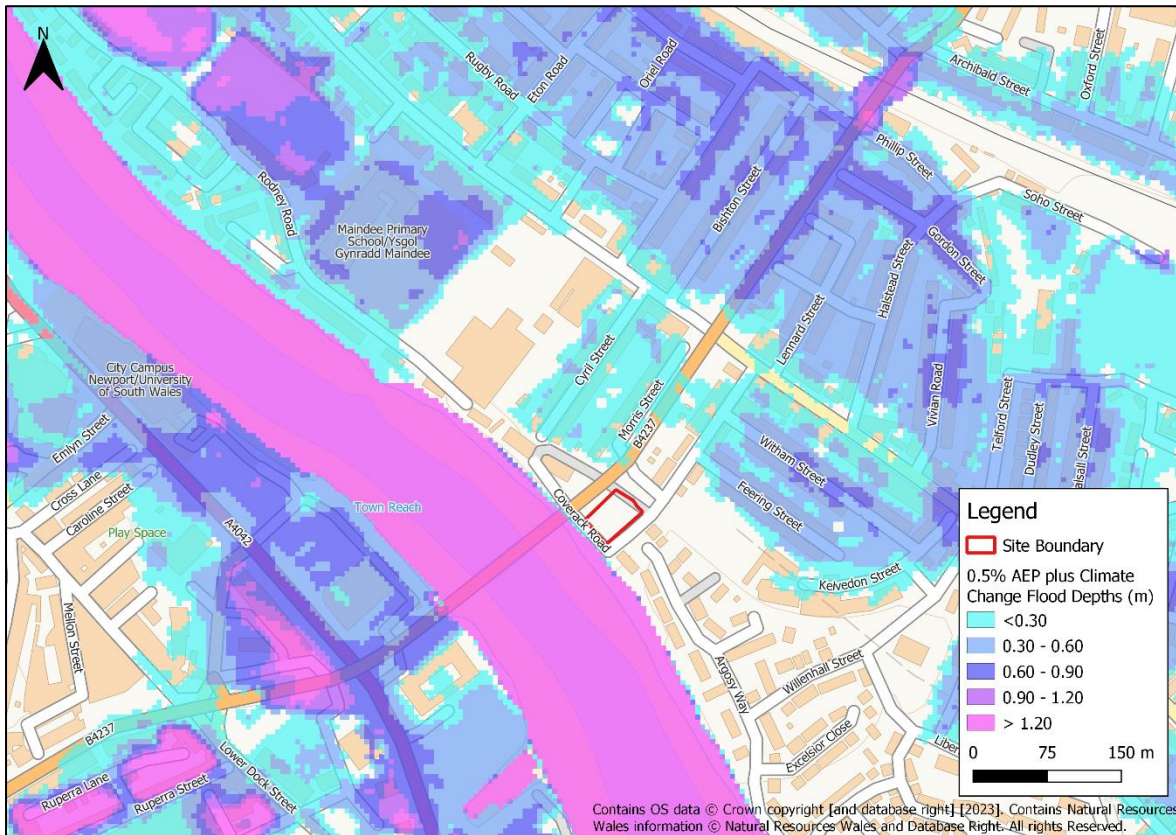 N
Rugby Road
Eton Road
Oriel Road
Archibald Street
Oxford Street
Rodney Road
Maindee Primary
School/Ysgol
Gynradd Maindee
Bishton Street
Phillip Street
Soho Street
Gordon Street
Halstead Street
Lennard Street
Vivian Road
Telford Street
Dudley Street
alsall Street
City Campus
Newport/University
of South Wales
Emlyn Street
Cross Lane
Caroline Street
Play Space
A4042
Town Reach
Cyril Street
Morris Street
B4237
Coverack Road
Witham Street
Feering Street
Kelvedon Street
Mellon Street
Argosy Way
Willenhall Street
Excelsior Close
Liber
B4237
Lower Dock Street
Ruperra Lane
Ruperra Street
Legend
Site Boundary
0.5% AEP plus Climate
Change Flood Depths (m)
<0.30
0.30 - 0.60
0.60 - 0.90
0.90 - 1.20
> 1.20
0 75 150 m
Contains OS data © Crown copyright [and database right] [2023]. Contains Natural Resources
Wales information © Natural Resources Wales and Database Right. All rights Reserved.